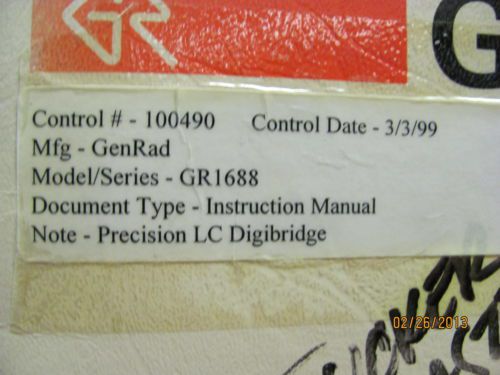 GR
G
Control # - 100490 Control Date - 3/3/99
Mfg - GenRad
Model/Series - GR1688
Document Type - Instruction Manual
Note - Precision LC Digibridge
02/26/2013